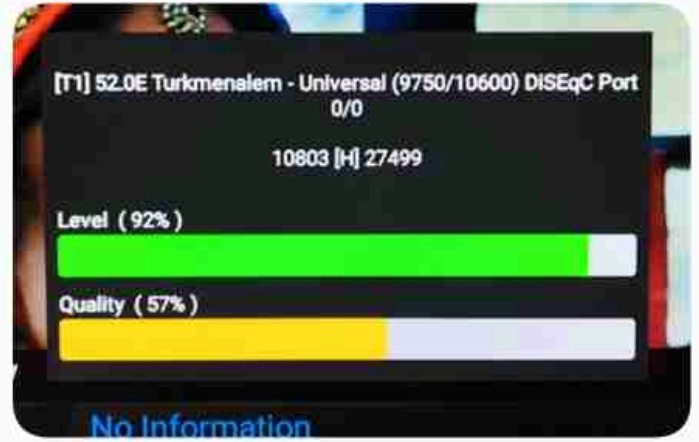 [T1] 52.0E Turkmenalem - Universal (9750/10600) DiSEqC Port
0/0
10803 [H] 27499
Level ( 92% )
Quality ( 57% )
No Information